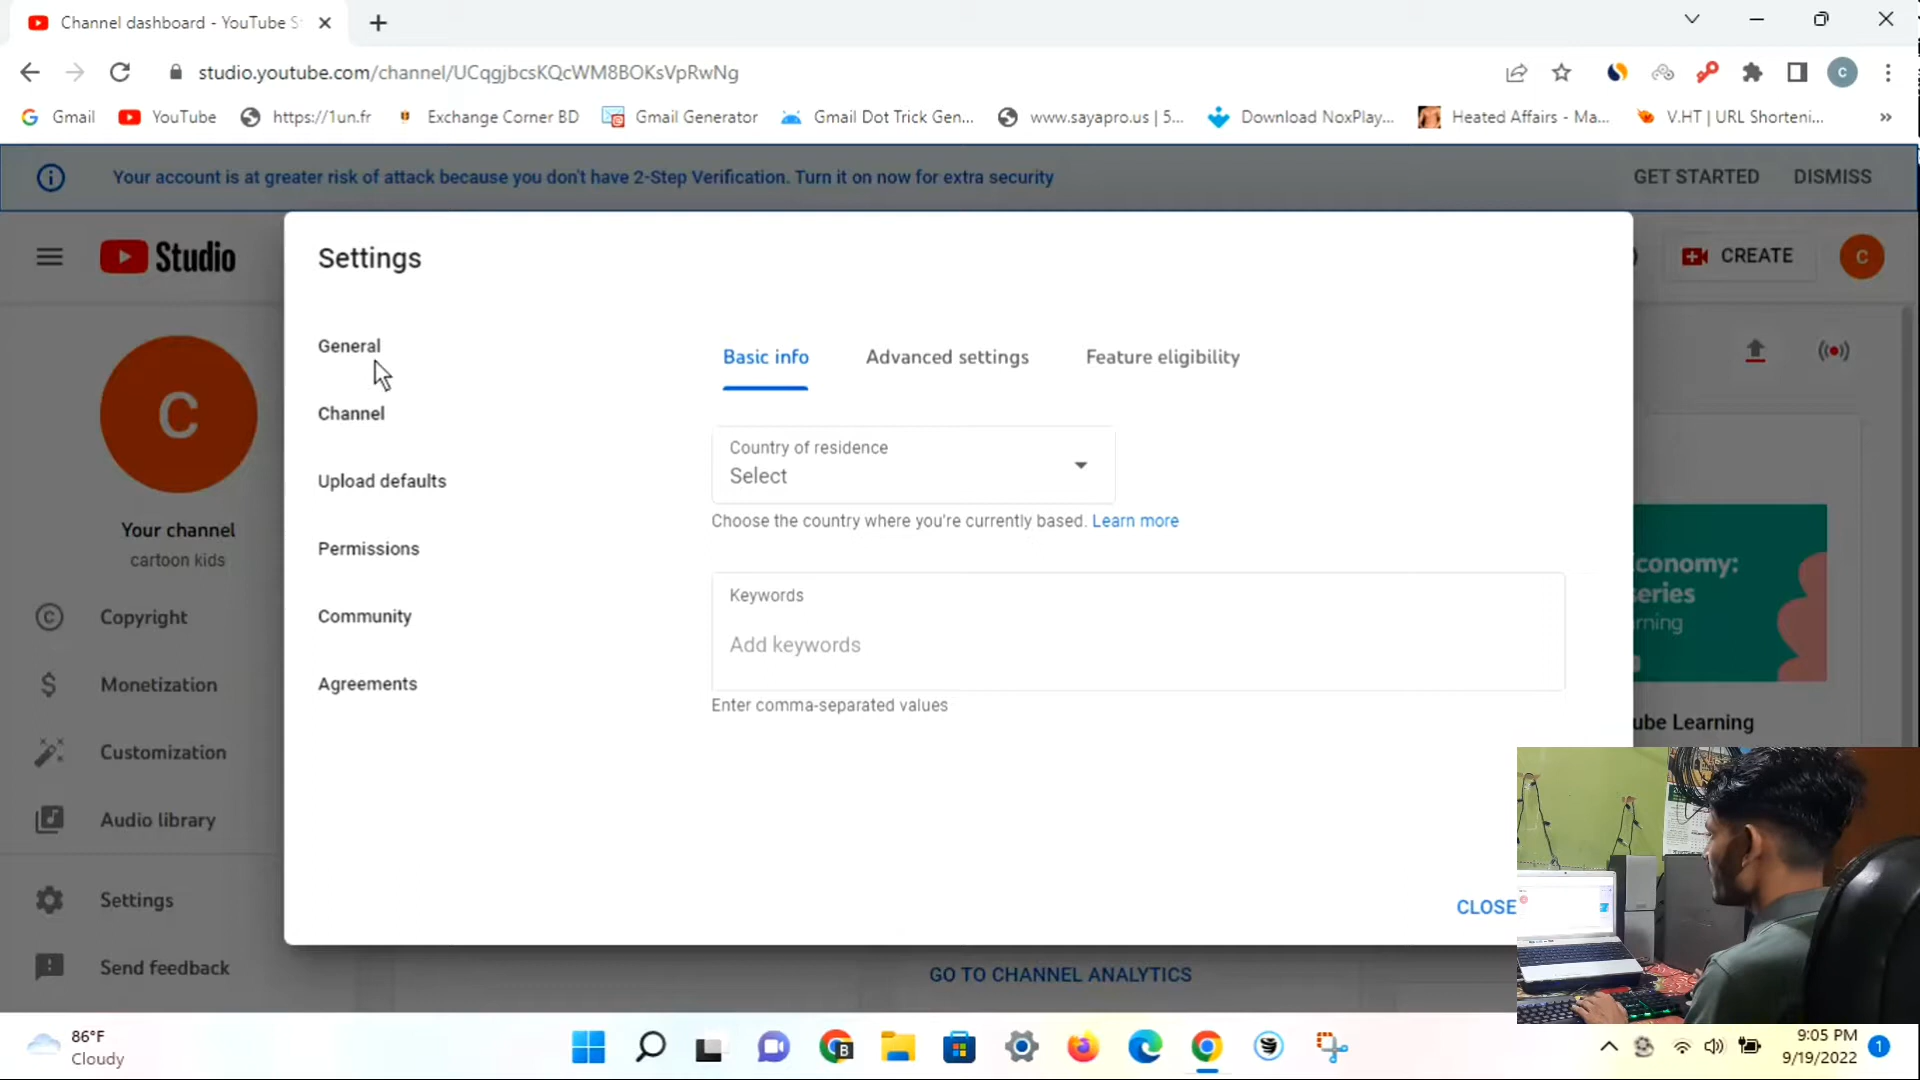 Channel dashboard - YouTube S
studio.youtube.com/channel/UCqgjbcsKQcWM8BOKsVpRwNg
C
Gmail
YouTube
https://1un.fr
Exchange Corner BD
Gmail Generator
Gmail Dot Trick Gen...
www.sayapro.us | 5...
Download NoxPlay...
Heated Affairs - Ma...
V.HT | URL Shorteni...
»
Your account is at greater risk of attack because you don't have 2-Step Verification. Turn it on now for extra security
GET STARTED
DISMISS
Studio
CREATE
C
Settings
General
Channel
Upload defaults
Permissions
Community
Agreements
Basic info
Advanced settings
Feature eligibility
Country of residence
Select
Choose the country where you're currently based. Learn more
Keywords
Add keywords
Enter comma-separated values
CLOSE
C
Your channel
cartoon kids
Copyright
Monetization
Customization
Audio library
Settings
Send feedback
conomy:
eries
rning
ube Learning
GO TO CHANNEL ANALYTICS
86°F
Cloudy
B
9:05 PM
9/19/2022
1